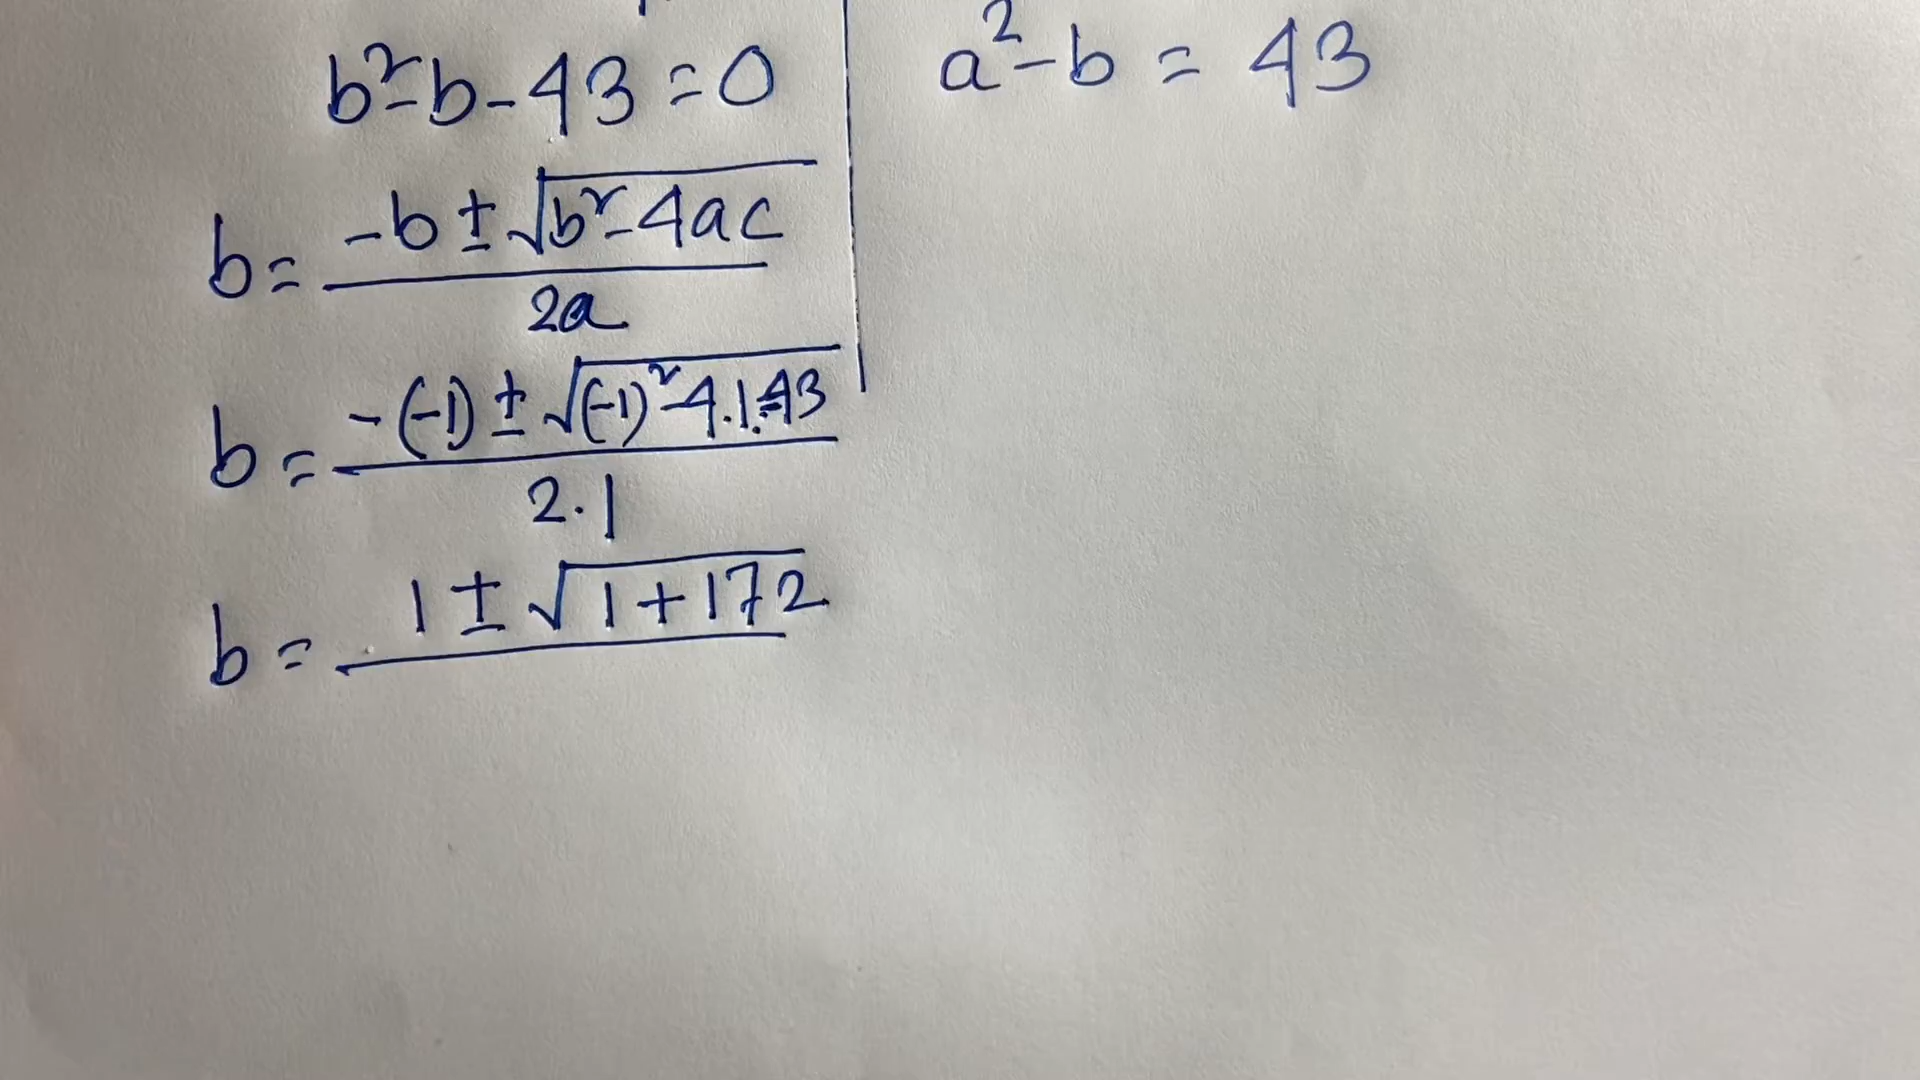 b²-b-43=0
b= -b±√b²-4ac / 2a
b= -(-1)±√(-1)²-4.1.-43 / 2.1
b= 1±√1+172
a²-b = 43